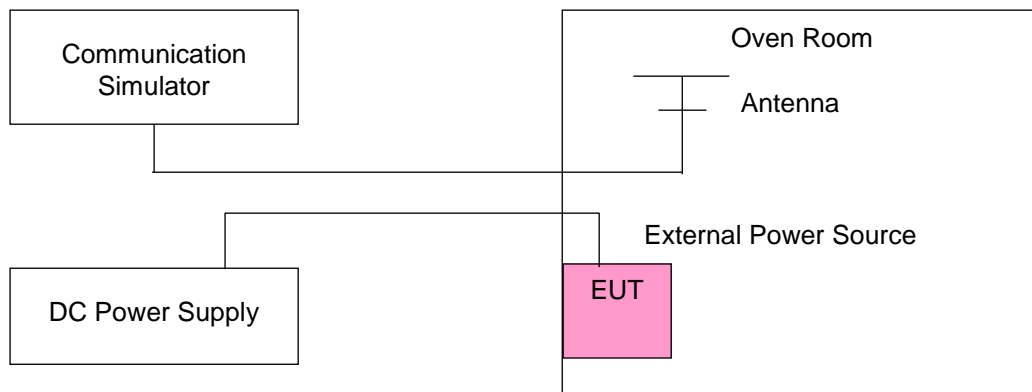 Communication
Simulator
Oven Room
Antenna
External Power Source
DC Power Supply
EUT